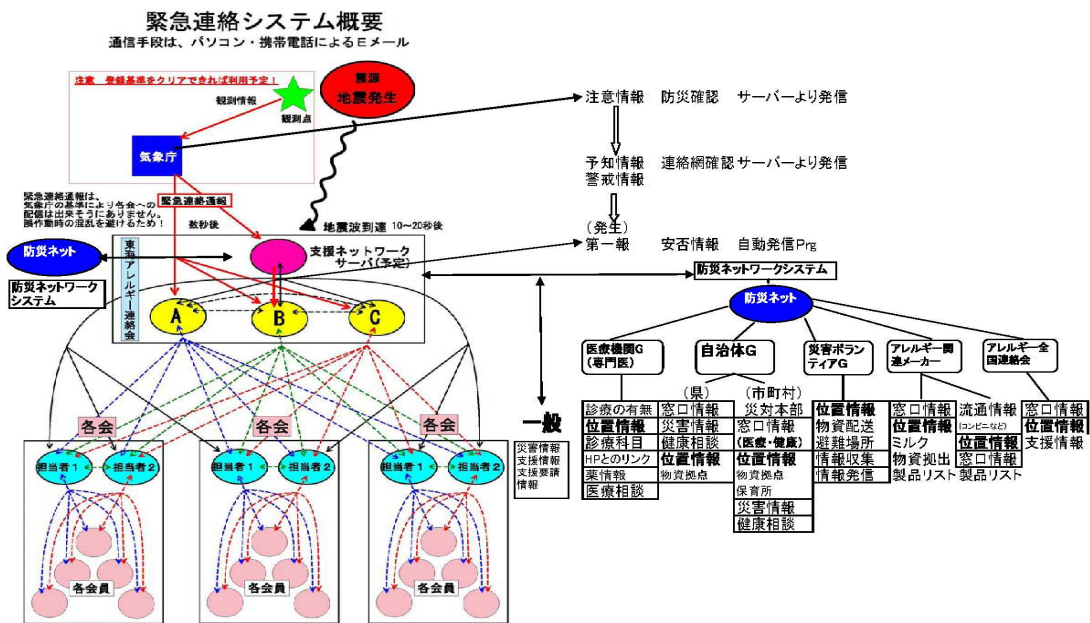 緊急連絡システム概要
通信手段は、パソコン・携帯電話によるEメール
注意 登録基準をクリアできれば利用予定！
観測情報
観測点
震源
地震発生
気象庁
緊急連絡通報は、
気象庁の基準により各会への
配信は出来そうにありません。
誤作動時の混乱を避けるため！
緊急連絡通報
数秒後
地震波到達 10～20秒後
防災ネット
防災ネットワーク
システム
東海アレルギー連絡会
支援ネットワーク
サーバ(予定)
A
B
C
各会
各会
各会
担当者1
担当者2
担当者1
担当者2
担当者1
担当者2
各会員
各会員
各会員
注意情報 防災確認 サーバーより発信
予知情報 連絡網確認 サーバーより発信
警戒情報
(発生)
第一報 安否情報 自動発信Prg
一般
災害情報
支援情報
支援要請
情報
防災ネットワークシステム
防災ネット
医療機関G
(専門医)
診療の有無
位置情報
診療科目
HPとのリンク
薬情報
医療相談
自治体G
(県)
窓口情報
災害情報
健康相談
位置情報
物資拠点
(市町村)
災対本部
窓口情報
(医療・健康)
位置情報
物資拠点
保育所
災害情報
健康相談
災害ボラン
ティアG
位置情報
物資配送
避難場所
情報収集
情報発信
アレルギー関
連メーカー
窓口情報
位置情報
ミルク
物資拠出
製品リスト
流通情報
(コンビニなど)
位置情報
窓口情報
製品リスト
アレルギー全
国連絡会
窓口情報
位置情報
支援情報